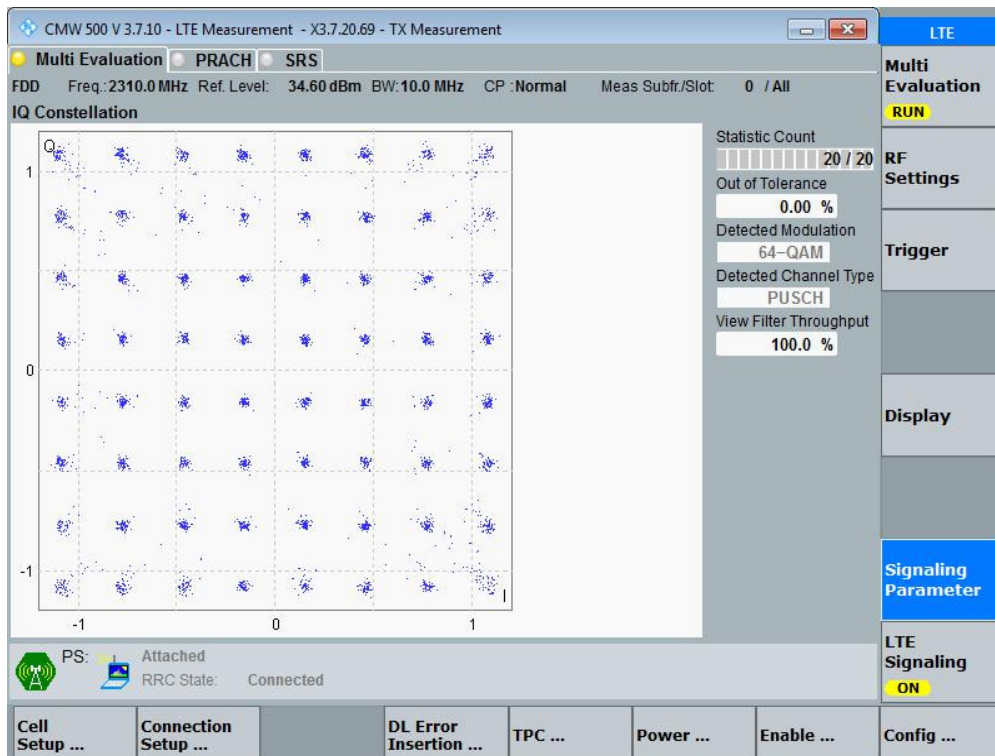 CMW 500 V 3.7.10 - LTE Measurement - X3.7.20.69 - TX Measurement
LTE
Multi Evaluation PRACH SRS
FDD Freq.: 2310.0 MHz Ref. Level: 34.60 dBm BW: 10.0 MHz CP : Normal Meas Subfr./Slot: 0 / All
IQ Constellation
Q
1
0
-1
-1 0 1
I
Statistic Count
20 / 20
Out of Tolerance
0.00 %
Detected Modulation
64-QAM
Detected Channel Type
PUSCH
View Filter Throughput
100.0 %
Multi
Evaluation
RUN
RF
Settings
Trigger
Display
Signaling
Parameter
LTE
Signaling
ON
PS: Attached
RRC State: Connected
Cell
Setup ...
Connection
Setup ...
DL Error
Insertion ...
TPC ...
Power ...
Enable ...
Config ...